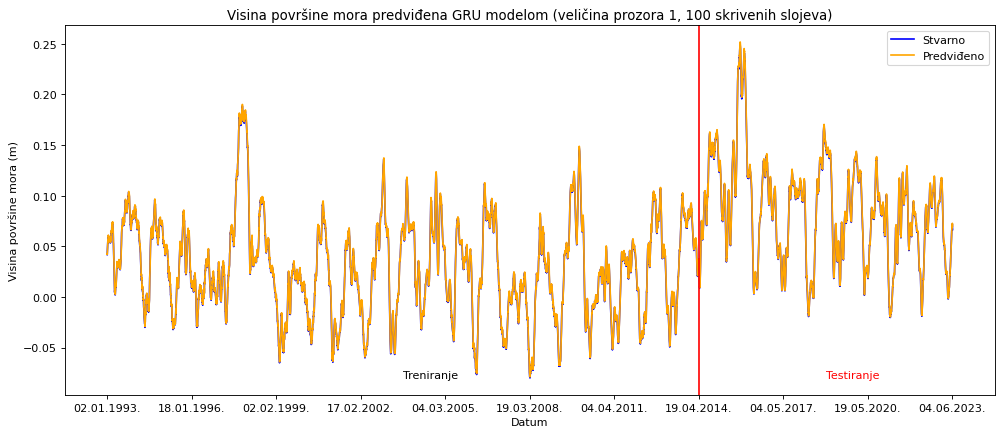 Visina površine mora predviđena GRU modelom (veličina prozora 1, 100 skrivenih slojeva)
Stvarno
Predviđeno
Visina površine mora (m)
0.25
0.20
0.15
0.10
0.05
0.00
−0.05
Treniranje
Testiranje
02.01.1993. 18.01.1996. 02.02.1999. 17.02.2002. 04.03.2005. 19.03.2008. 04.04.2011. 19.04.2014. 04.05.2017. 19.05.2020. 04.06.2023.
Datum